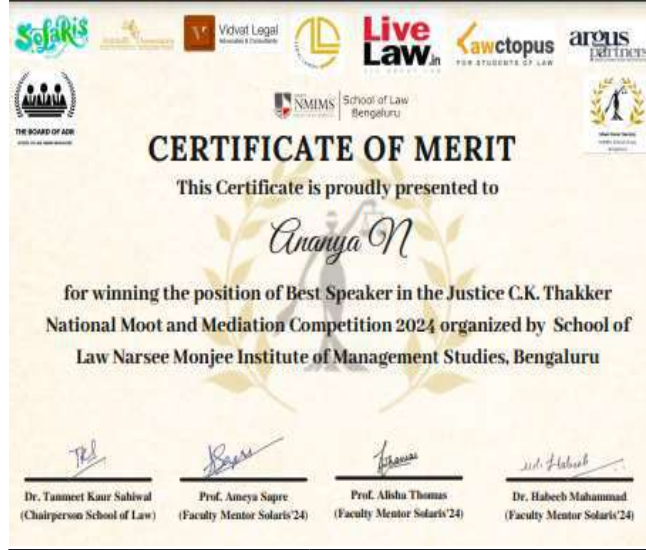 SOLARIS
V
Vidvat Legal
Advocates & Consultants
Live
Law.in
Lawctopus
FOR STUDENTS OF LAW
argus
partners
THE BOARD OF ADR
NMIMS
School of Law
Bengaluru
CERTIFICATE OF MERIT
This Certificate is proudly presented to
Ananya N
for winning the position of Best Speaker in the Justice C.K. Thakker
National Moot and Mediation Competition 2024 organized by School of
Law Narsee Monjee Institute of Management Studies, Bengaluru
Dr. Tanmeet Kaur Sahiwal
(Chairperson School of Law)
Prof. Ameya Sapre
(Faculty Mentor Solaris'24)
Prof. Alisha Thomas
(Faculty Mentor Solaris'24)
Dr. Habeeb Mahammad
(Faculty Mentor Solaris'24)